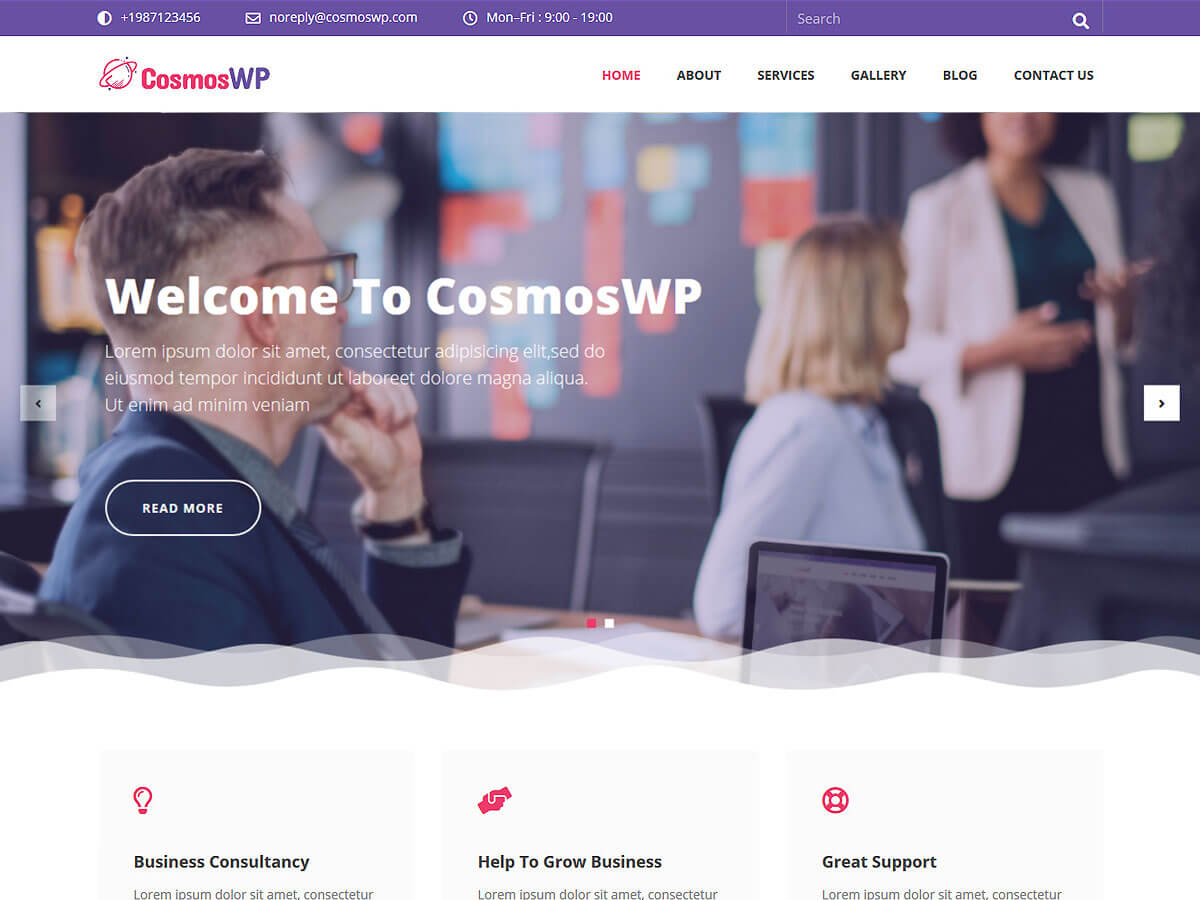 +1987123456 noreply@cosmoswp.com Mon–Fri : 9:00 - 19:00 Search
CosmosWP HOME ABOUT SERVICES GALLERY BLOG CONTACT US
Welcome To CosmosWP
Lorem ipsum dolor sit amet, consectetur adipisicing elit,sed do
eiusmod tempor incididunt ut laboreet dolore magna aliqua.
Ut enim ad minim veniam
READ MORE
Business Consultancy Help To Grow Business Great Support
Lorem ipsum dolor sit amet, consectetur Lorem ipsum dolor sit amet, consectetur Lorem ipsum dolor sit amet, consectetur